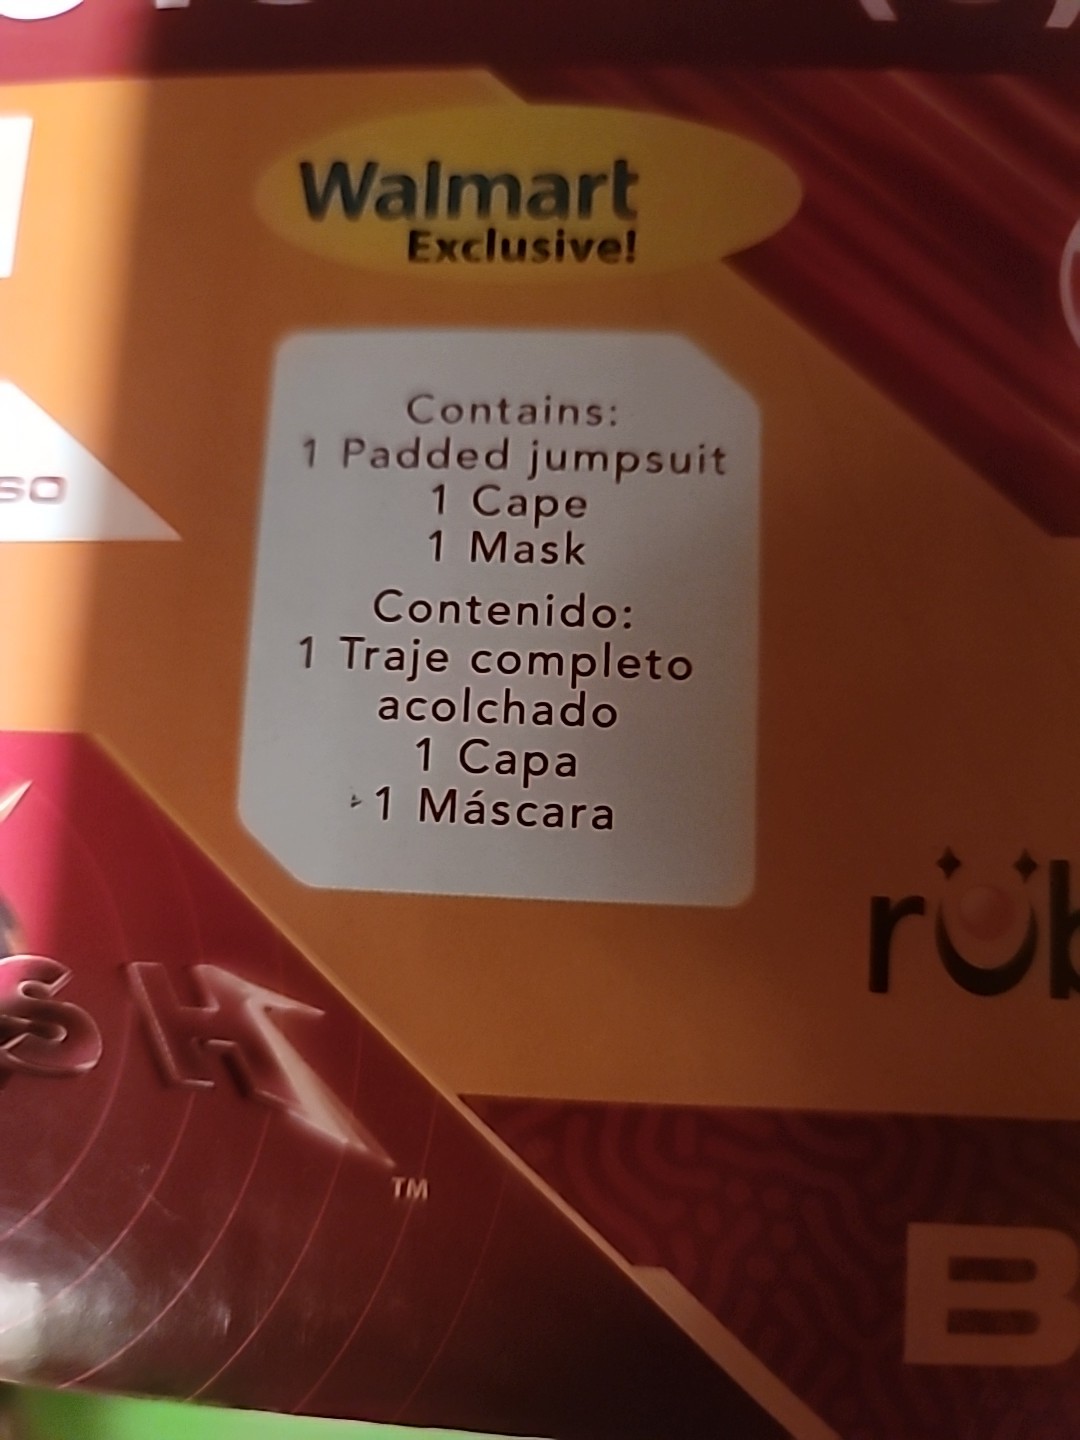 Walmart
Exclusive!
Contains:
1 Padded jumpsuit
1 Cape
1 Mask
Contenido:
1 Traje completo
acolchado
1 Capa
1 Máscara
SH
TM
B